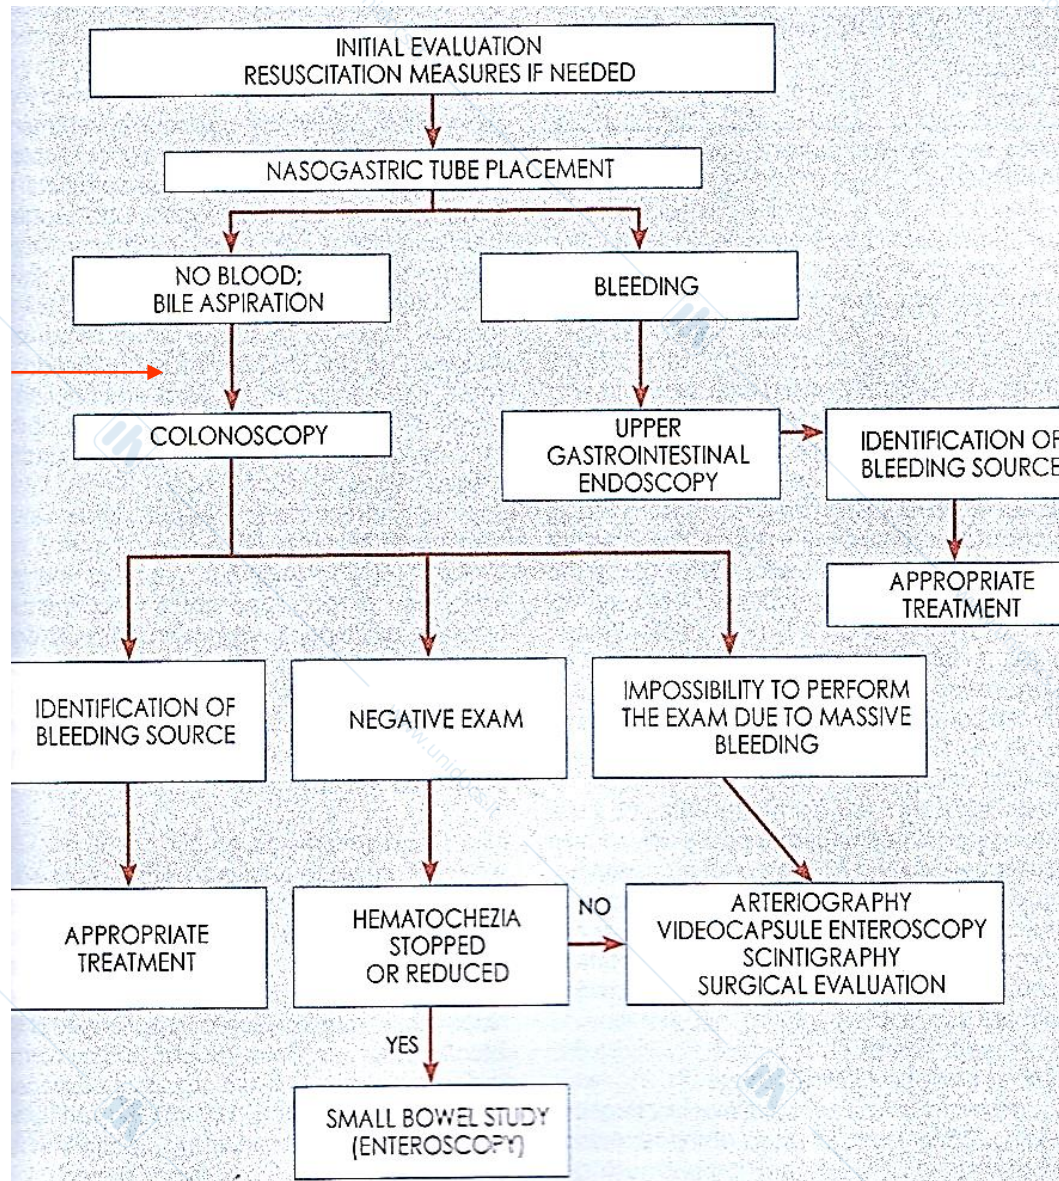 INITIAL EVALUATION
RESUSCITATION MEASURES IF NEEDED
NASOGASTRIC TUBE PLACEMENT
NO BLOOD;
BILE ASPIRATION
BLEEDING
COLONOSCOPY
UPPER
GASTROINTESTINAL
ENDOSCOPY
IDENTIFICATION OF
BLEEDING SOURCE
APPROPRIATE
TREATMENT
IDENTIFICATION OF
BLEEDING SOURCE
NEGATIVE EXAM
IMPOSSIBILITY TO PERFORM
THE EXAM DUE TO MASSIVE
BLEEDING
APPROPRIATE
TREATMENT
HEMATOCHEZIA
STOPPED
OR REDUCED
NO
ARTERIOGRAPHY
VIDEOCAPSULE ENTEROSCOPY
SCINTIGRAPHY
SURGICAL EVALUATION
YES
SMALL BOWEL STUDY
(ENTEROSCOPY)